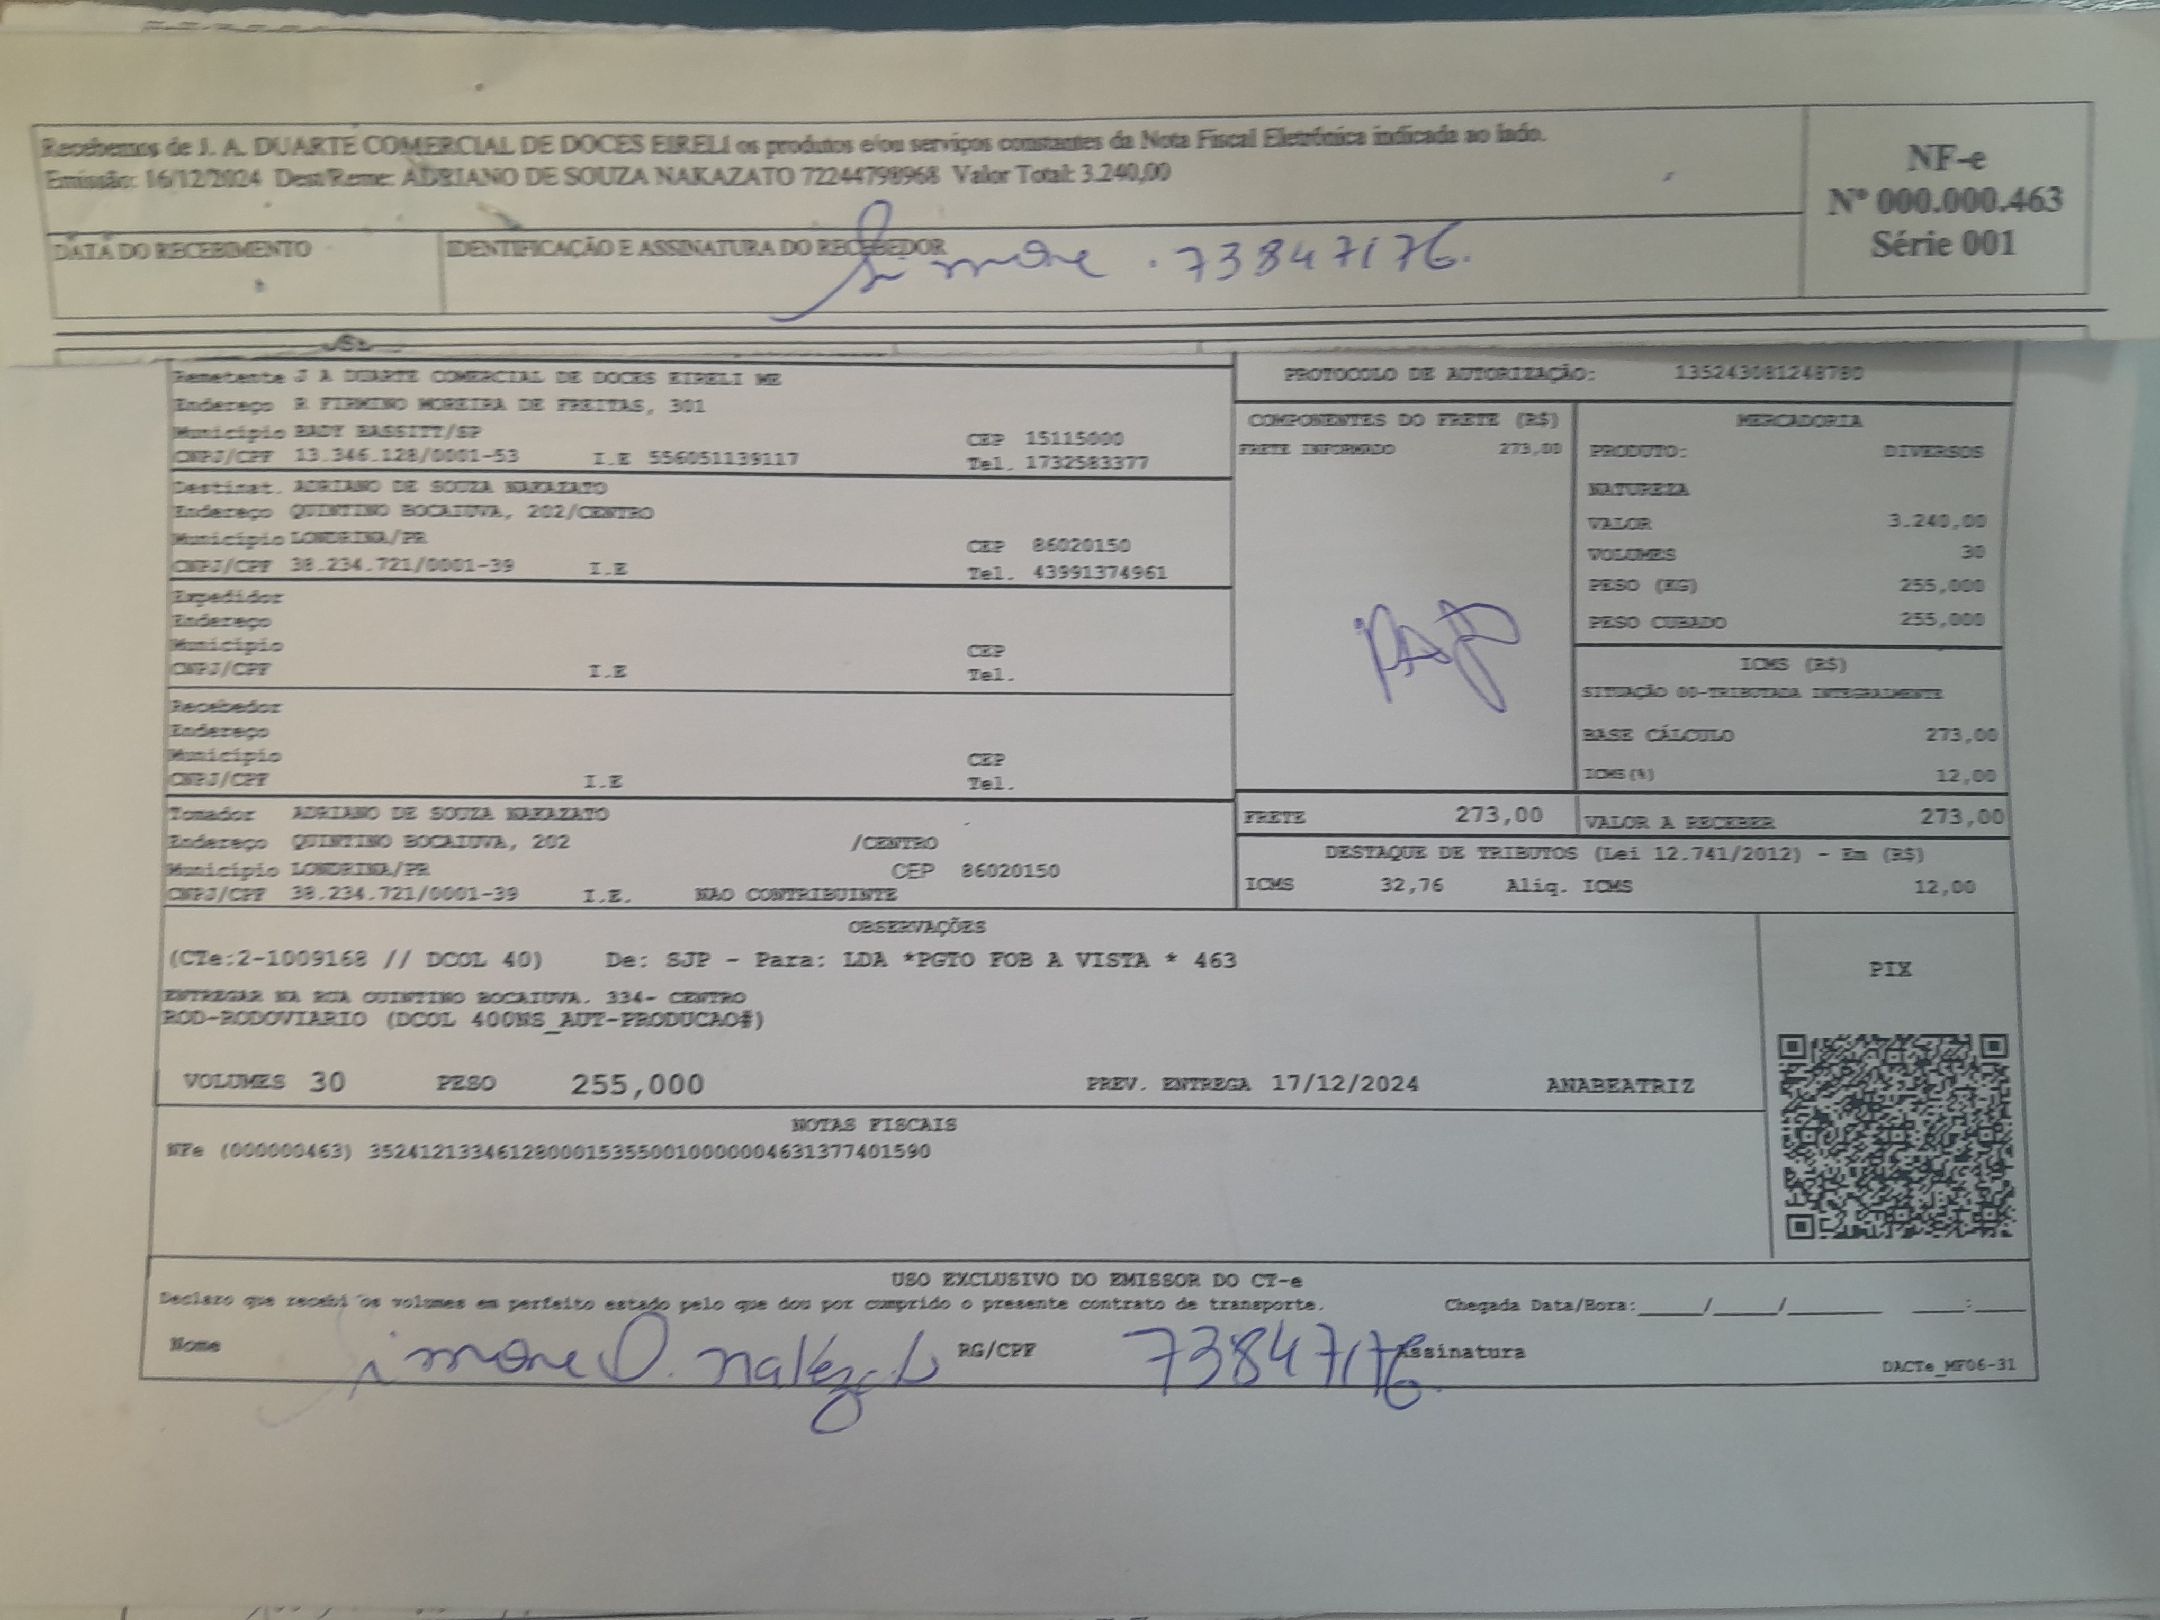 Recebemos de J. A. DUARTE COMERCIAL DE DOCES EIRELI os produtos e/ou serviços constantes da Nota Fiscal Eletrônica indicada ao lado.
Emissão: 16/12/2024 Dest/Reme: ADRIANO DE SOUZA NAKAZATO 72244798968 Valor Total: 3.240,00
NF-e
Nº 000.000.463
Série 001
DATA DO RECEBIMENTO
IDENTIFICAÇÃO E ASSINATURA DO RECEBEDOR
Simone . 73847176.
Remetente J A DUARTE COMERCIAL DE DOCES EIRELI ME
Endereço R FIRMINO MOREIRA DE FREITAS, 301
Município BADY BASSITT/SP CEP 15115000
CNPJ/CPF 13.346.128/0001-53 I.E 556051139117 Tel. 1732583377
Destinat. ADRIANO DE SOUZA NAKAZATO
Endereço QUINTINO BOCAIUVA, 202/CENTRO
Município LONDRINA/PR CEP 86020150
CNPJ/CPF 38.234.721/0001-39 I.E Tel. 43991374961
Expedidor
Endereço
Município CEP
CNPJ/CPF I.E Tel.
Recebedor
Endereço
Município CEP
CNPJ/CPF I.E Tel.
Tomador ADRIANO DE SOUZA NAKAZATO
Endereço QUINTINO BOCAIUVA, 202 /CENTRO
Município LONDRINA/PR CEP 86020150
CNPJ/CPF 38.234.721/0001-39 I.E. NAO CONTRIBUINTE
PROTOCOLO DE AUTORIZAÇÃO: 135243081248780
COMPONENTES DO FRETE (R$)
FRETE INFORMADO 273,00
MERCADORIA
PRODUTO: DIVERSOS
NATUREZA
VALOR 3.240,00
VOLUMES 30
PESO (KG) 255,000
PESO CUBADO 255,000
ICMS (R$)
SITUAÇÃO 00-TRIBUTADA INTEGRALMENTE
BASE CÁLCULO 273,00
ICMS(%) 12,00
FRETE 273,00 VALOR A RECEBER 273,00
DESTAQUE DE TRIBUTOS (Lei 12.741/2012) - Em (R$)
ICMS 32,76 Aliq. ICMS 12,00
OBSERVAÇÕES
(CTe:2-1009168 // DCOL 40) De: SJP - Para: LDA *PGTO FOB A VISTA * 463
ENTREGAR NA RUA QUINTINO BOCAIUVA. 334- CENTRO
ROD-RODOVIARIO (DCOL 400NS_AUT-PRODUCAO#)
VOLUMES 30 PESO 255,000 PREV. ENTREGA 17/12/2024 ANABEATRIZ
PIX
NOTAS FISCAIS
NFe (000000463) 35241213346128000153550010000004631377401590
USO EXCLUSIVO DO EMISSOR DO CT-e
Declaro que recebi os volumes em perfeito estado pelo que dou por cumprido o presente contrato de transporte. Chegada Data/Hora:____/____/______ ____:____
Nome Simone O. RG/CPF 73847176 Assinatura
DACTe_MF06-31